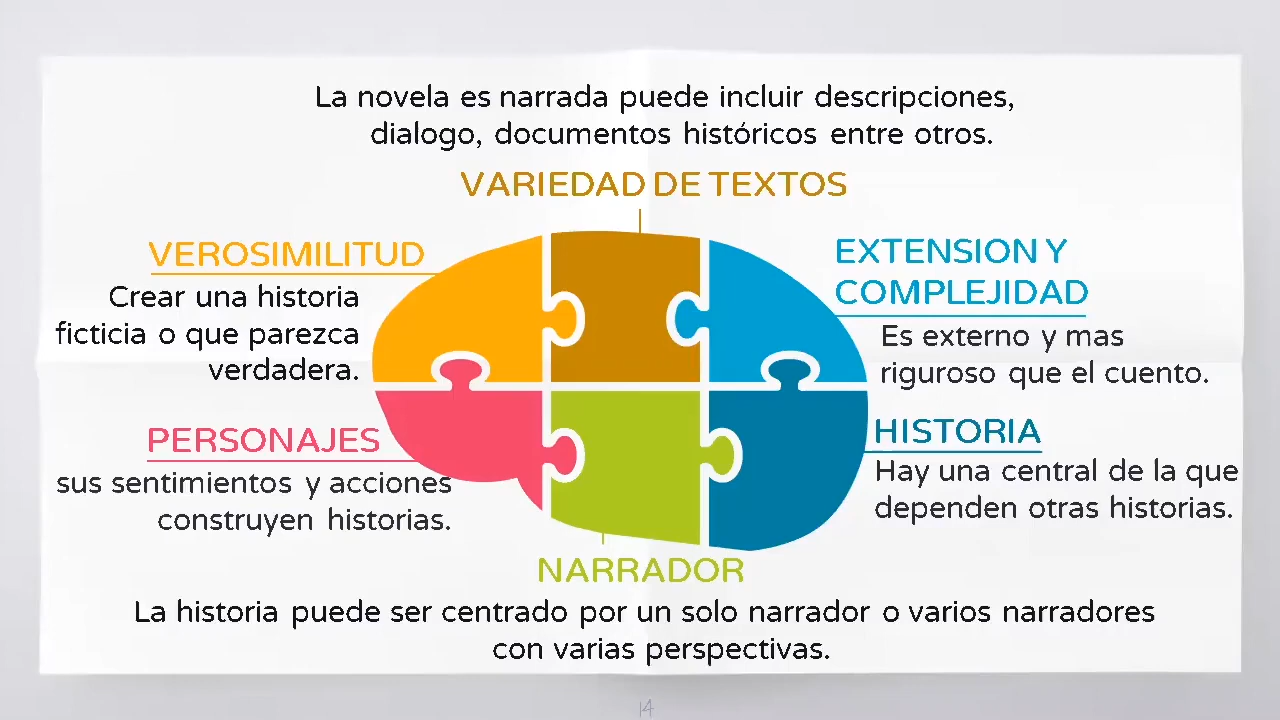 La novela es narrada puede incluir descripciones,
dialogo, documentos históricos entre otros.
VARIEDAD DE TEXTOS
VEROSIMILITUD
Crear una historia
ficticia o que parezca
verdadera.
EXTENSION Y
COMPLEJIDAD
Es externo y mas
riguroso que el cuento.
PERSONAJES
sus sentimientos y acciones
construyen historias.
HISTORIA
Hay una central de la que
dependen otras historias.
NARRADOR
La historia puede ser centrado por un solo narrador o varios narradores
con varias perspectivas.
14